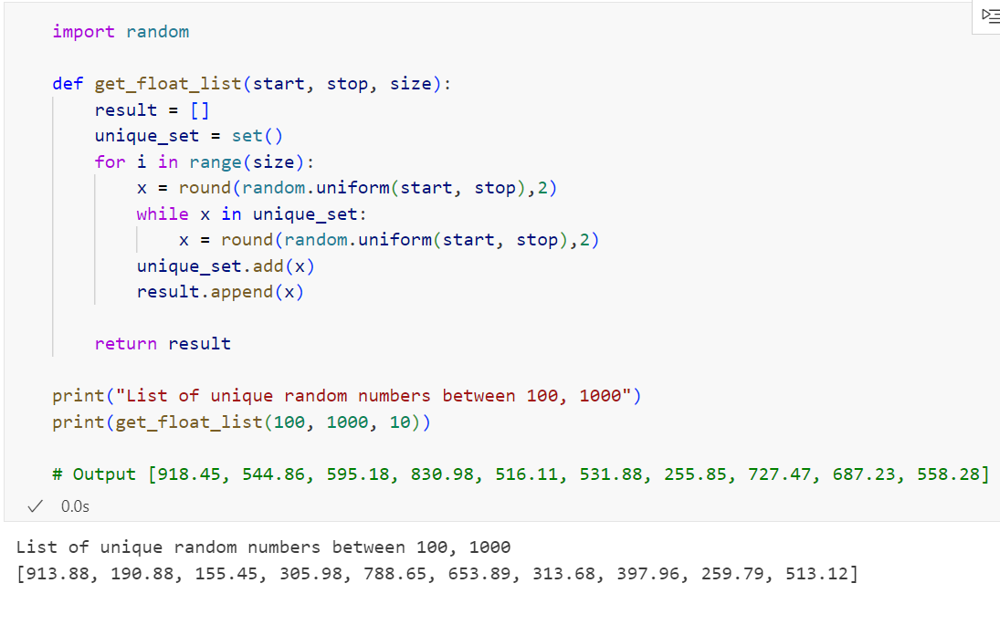 import random
def get_float_list(start, stop, size):
    result = []
    unique_set = set()
    for i in range(size):
        x = round(random.uniform(start, stop),2)
        while x in unique_set:
            x = round(random.uniform(start, stop),2)
        unique_set.add(x)
        result.append(x)
    return result
print("List of unique random numbers between 100, 1000")
print(get_float_list(100, 1000, 10))
# Output [918.45, 544.86, 595.18, 830.98, 516.11, 531.88, 255.85, 727.47, 687.23, 558.28]
0.0s
List of unique random numbers between 100, 1000
[913.88, 190.88, 155.45, 305.98, 788.65, 653.89, 313.68, 397.96, 259.79, 513.12]